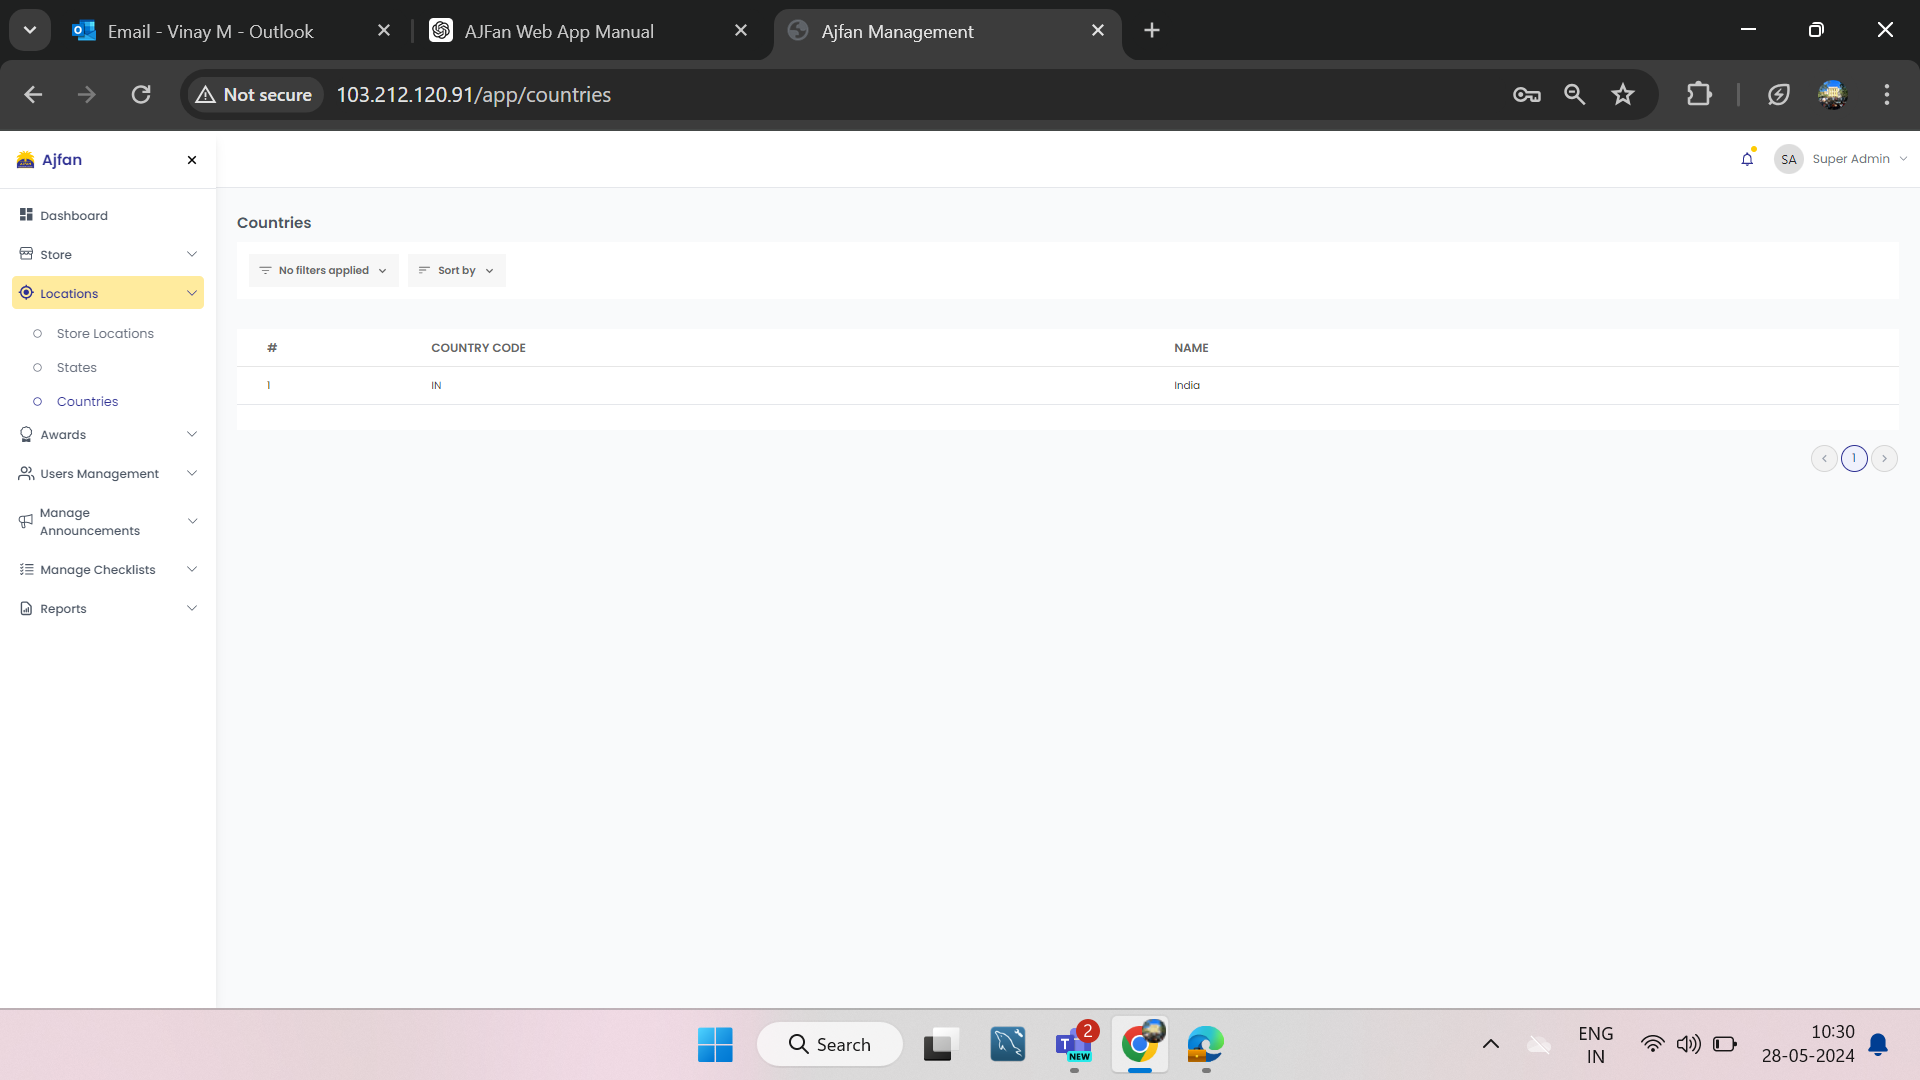 Email - Vinay M - Outlook
AJFan Web App Manual
Ajfan Management
Not secure
103.212.120.91/app/countries
Ajfan
SA
Super Admin
Dashboard
Store
Locations
Store Locations
States
Countries
Awards
Users Management
Manage
Announcements
Manage Checklists
Reports
Countries
No filters applied
Sort by
# COUNTRY CODE NAME
1 IN India
1
Search
T
2
NEW
ENG
IN
10:30
28-05-2024